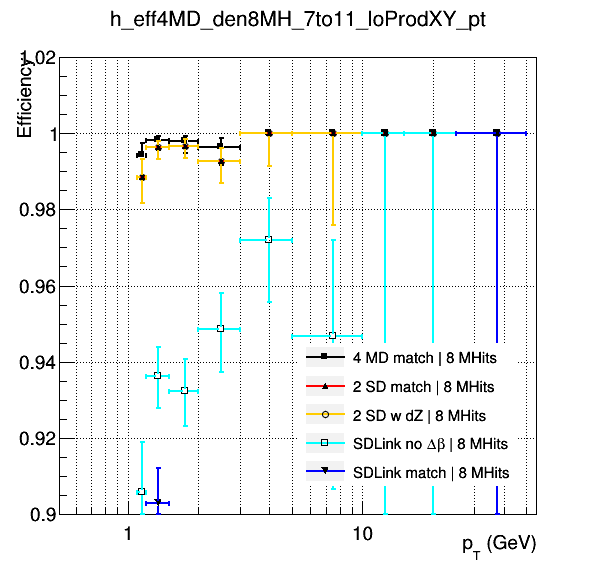 h_eff4MD_den8MH_7to11_loProdXY_pt
Efficiency
1.02
1
0.98
0.96
0.94
0.92
0.9
4 MD match | 8 MHits
2 SD match | 8 MHits
2 SD w dZ | 8 MHits
SDLink no Δβ | 8 MHits
SDLink match | 8 MHits
1
10
p_T (GeV)